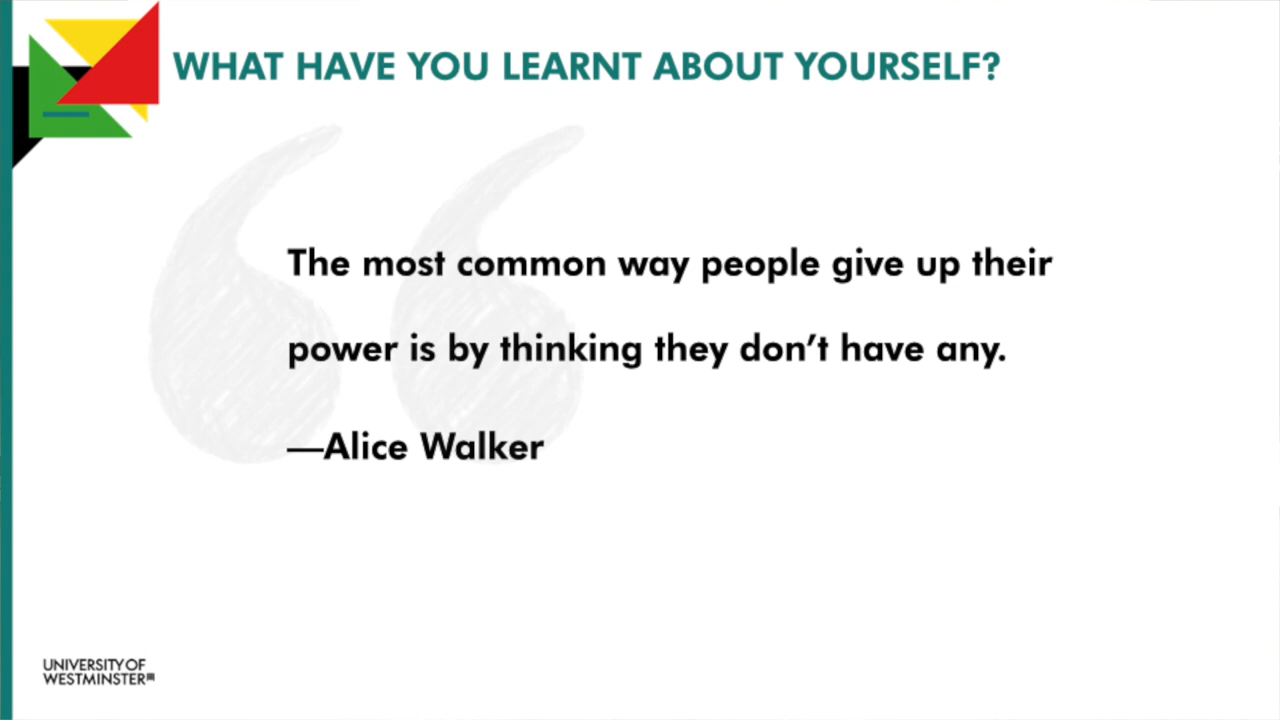 WHAT HAVE YOU LEARNT ABOUT YOURSELF?
The most common way people give up their
power is by thinking they don’t have any.
—Alice Walker
UNIVERSITY OF
WESTMINSTER